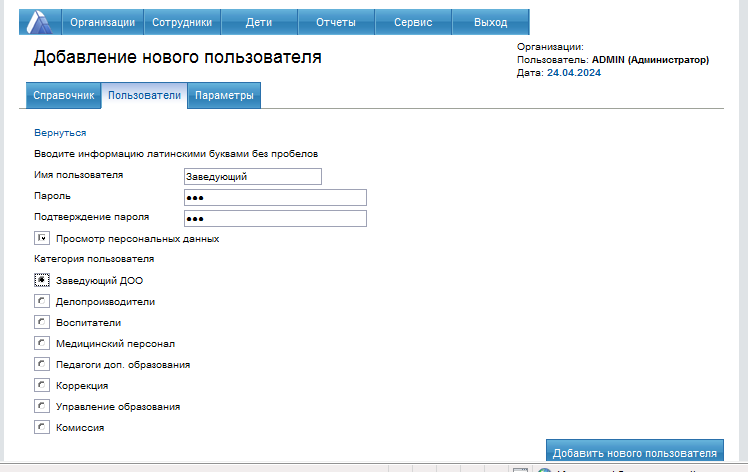 Организации Сотрудники Дети Отчеты Сервис Выход
Добавление нового пользователя
Организации:
Пользователь: ADMIN (Администратор)
Дата: 24.04.2024
Справочник Пользователи Параметры
Вернуться
Вводите информацию латинскими буквами без пробелов
Имя пользователя Заведующий
Пароль •••
Подтверждение пароля •••
Просмотр персональных данных
Категория пользователя
Заведующий ДОО
Делопроизводители
Воспитатели
Медицинский персонал
Педагоги доп. образования
Коррекция
Управление образования
Комиссия
Добавить нового пользователя